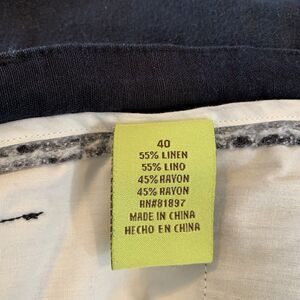 40
55% LINEN
55% LINO
45% RAYON
45% RAYON
RN#81897
MADE IN CHINA
HECHO EN CHINA